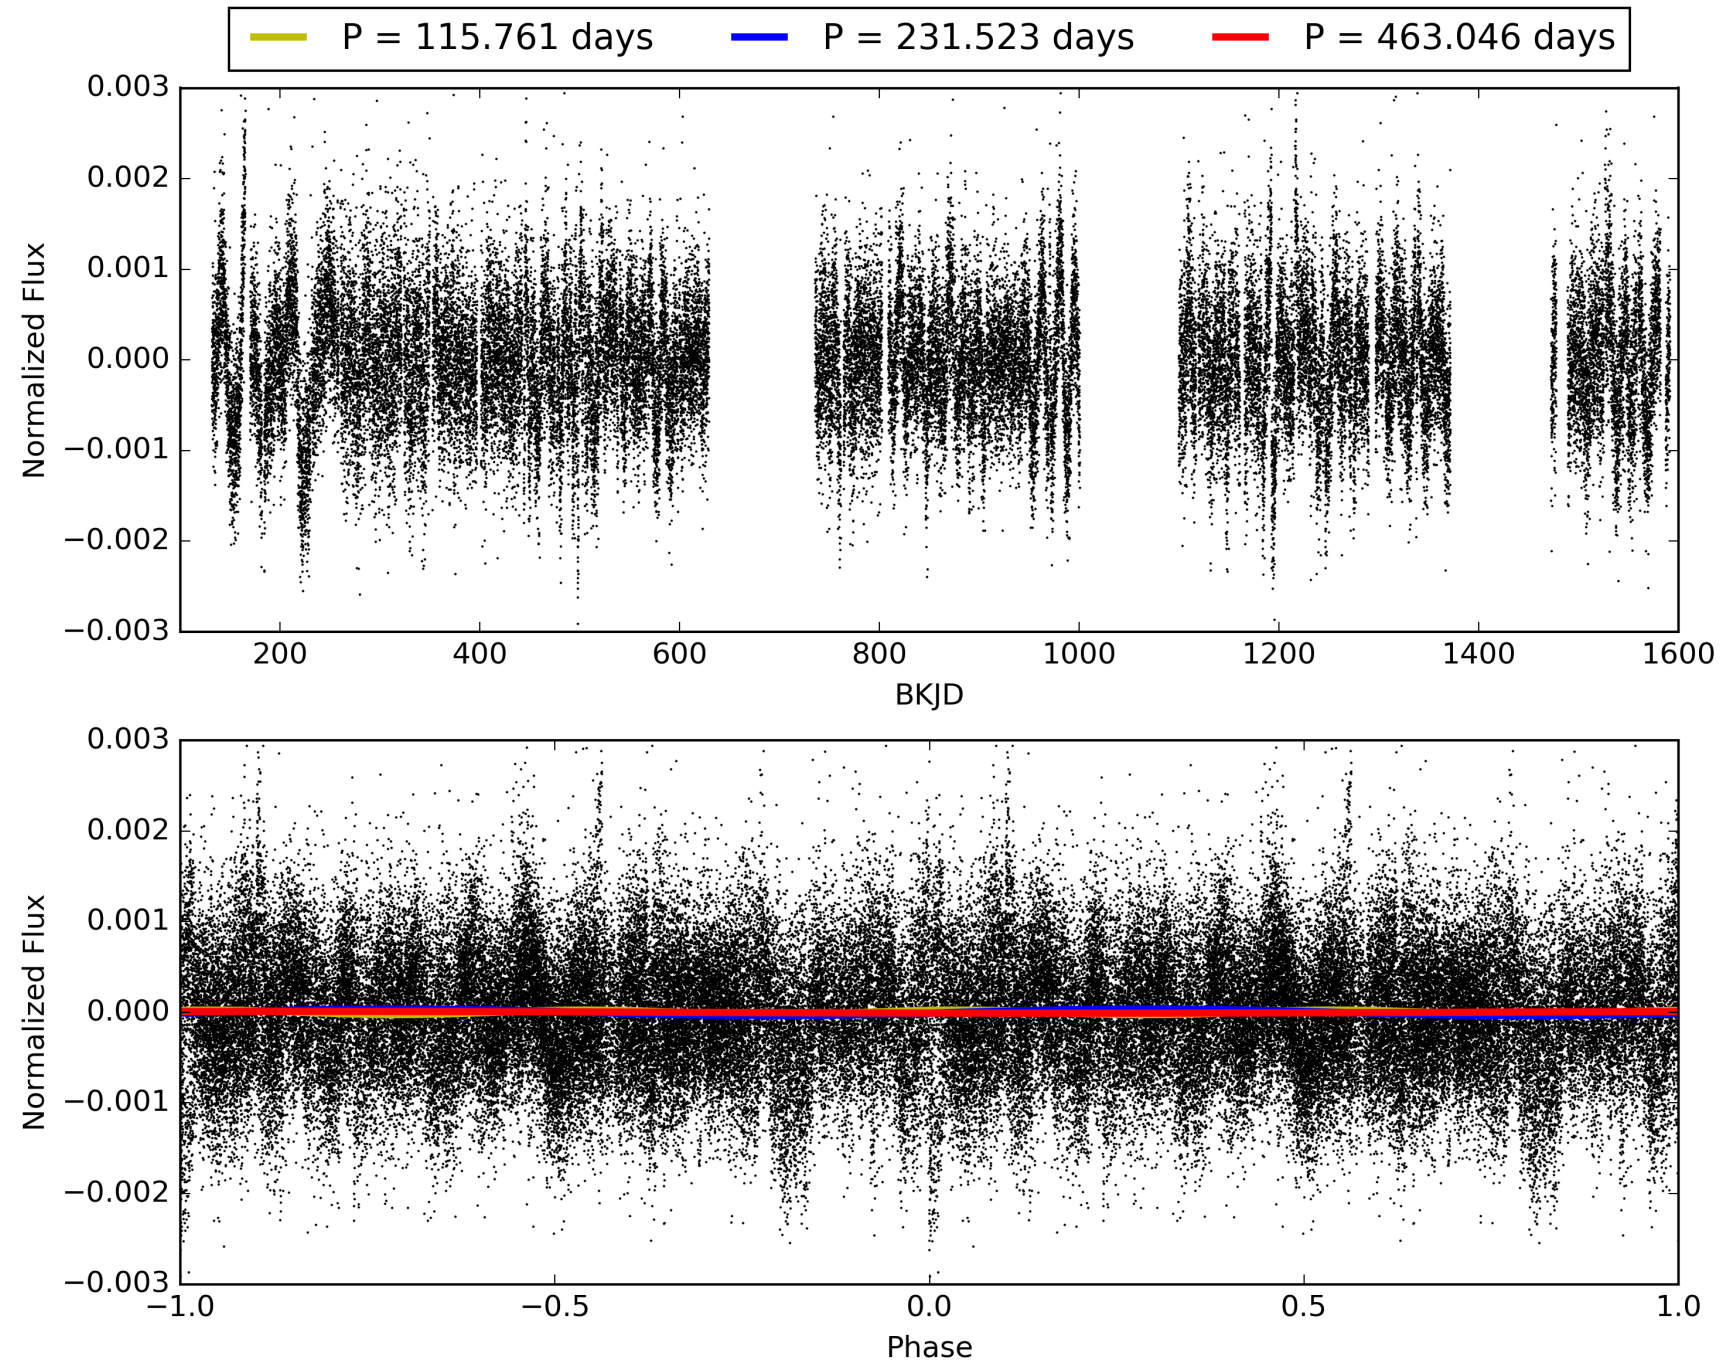 P = 115.761 days P = 231.523 days P = 463.046 days
0.003
0.002
0.001
0.000
−0.001
−0.002
−0.003
Normalized Flux
200 400 600 800 1000 1200 1400 1600
BKJD
0.003
0.002
0.001
0.000
−0.001
−0.002
−0.003
Normalized Flux
−1.0 −0.5 0.0 0.5 1.0
Phase